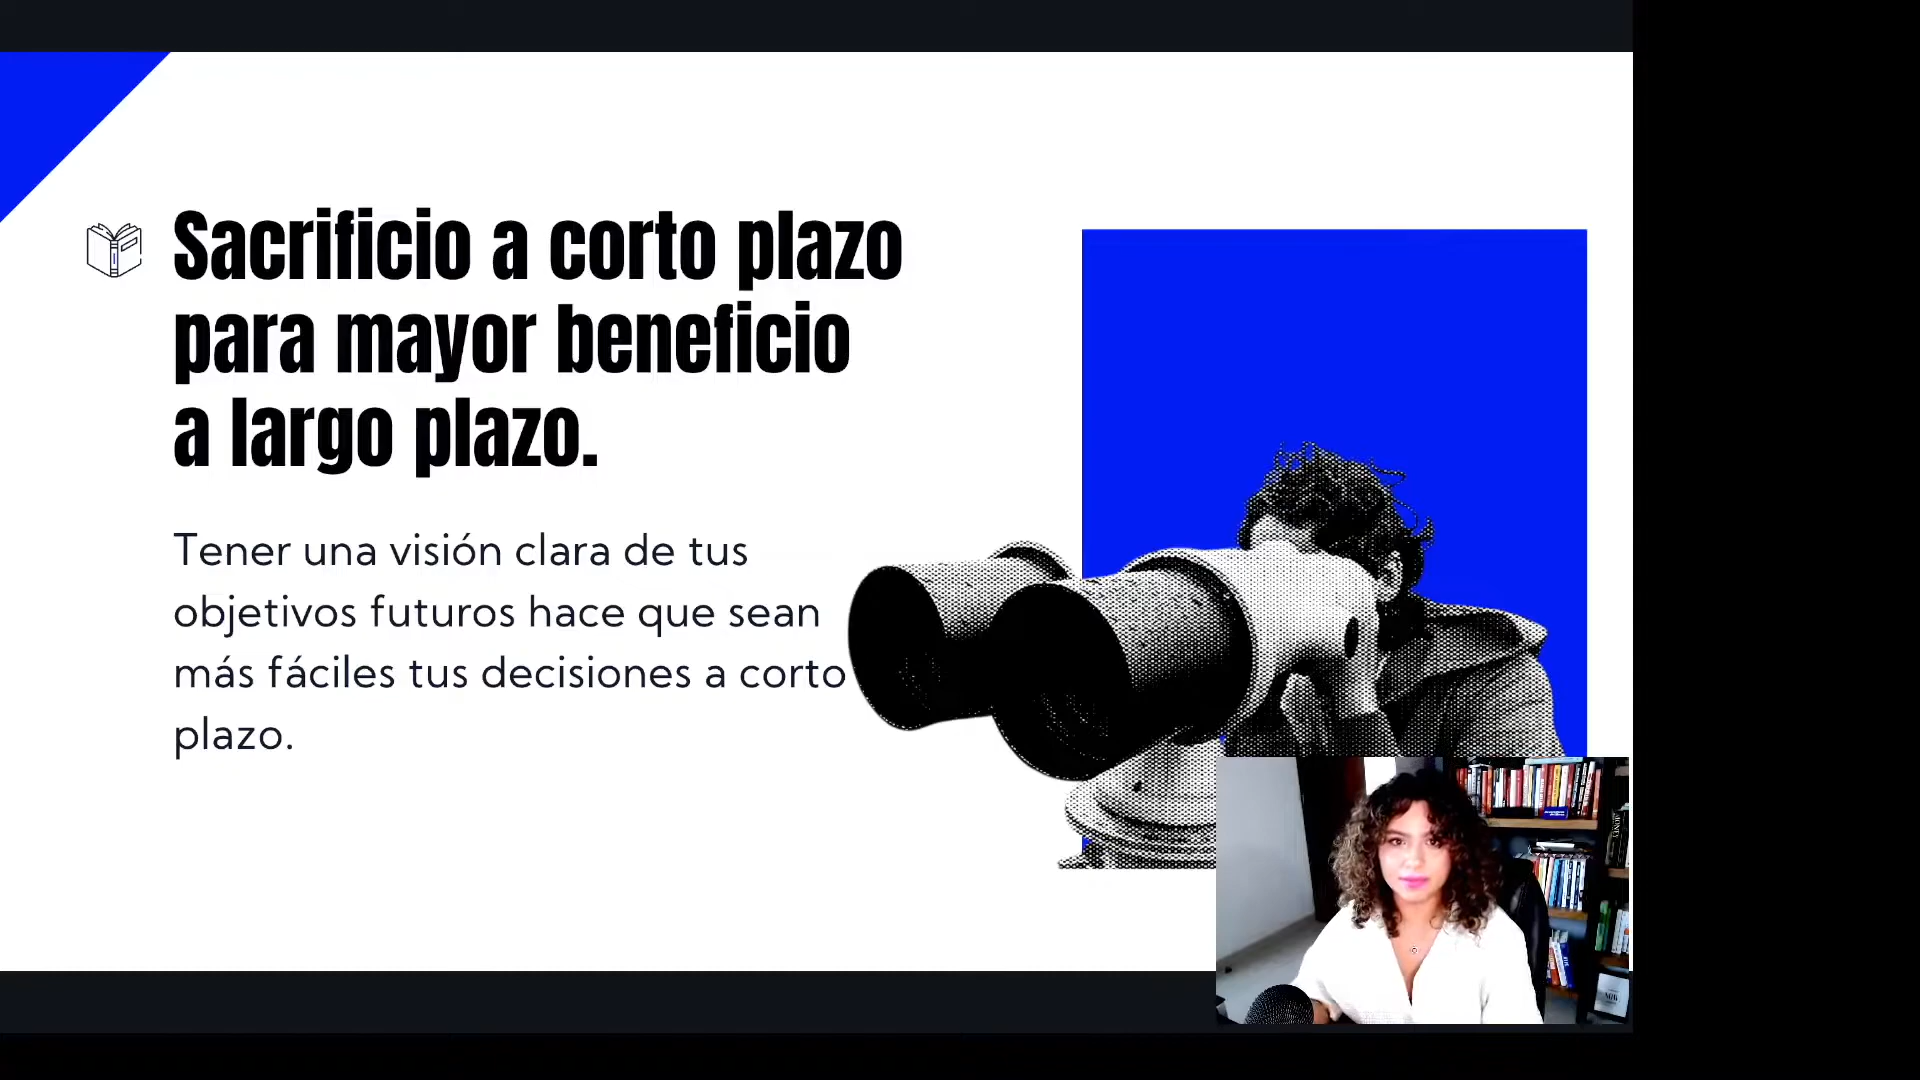 Sacrificio a corto plazo
para mayor beneficio
a largo plazo.
Tener una visión clara de tus
objetivos futuros hace que sean
más fáciles tus decisiones a corto
plazo.